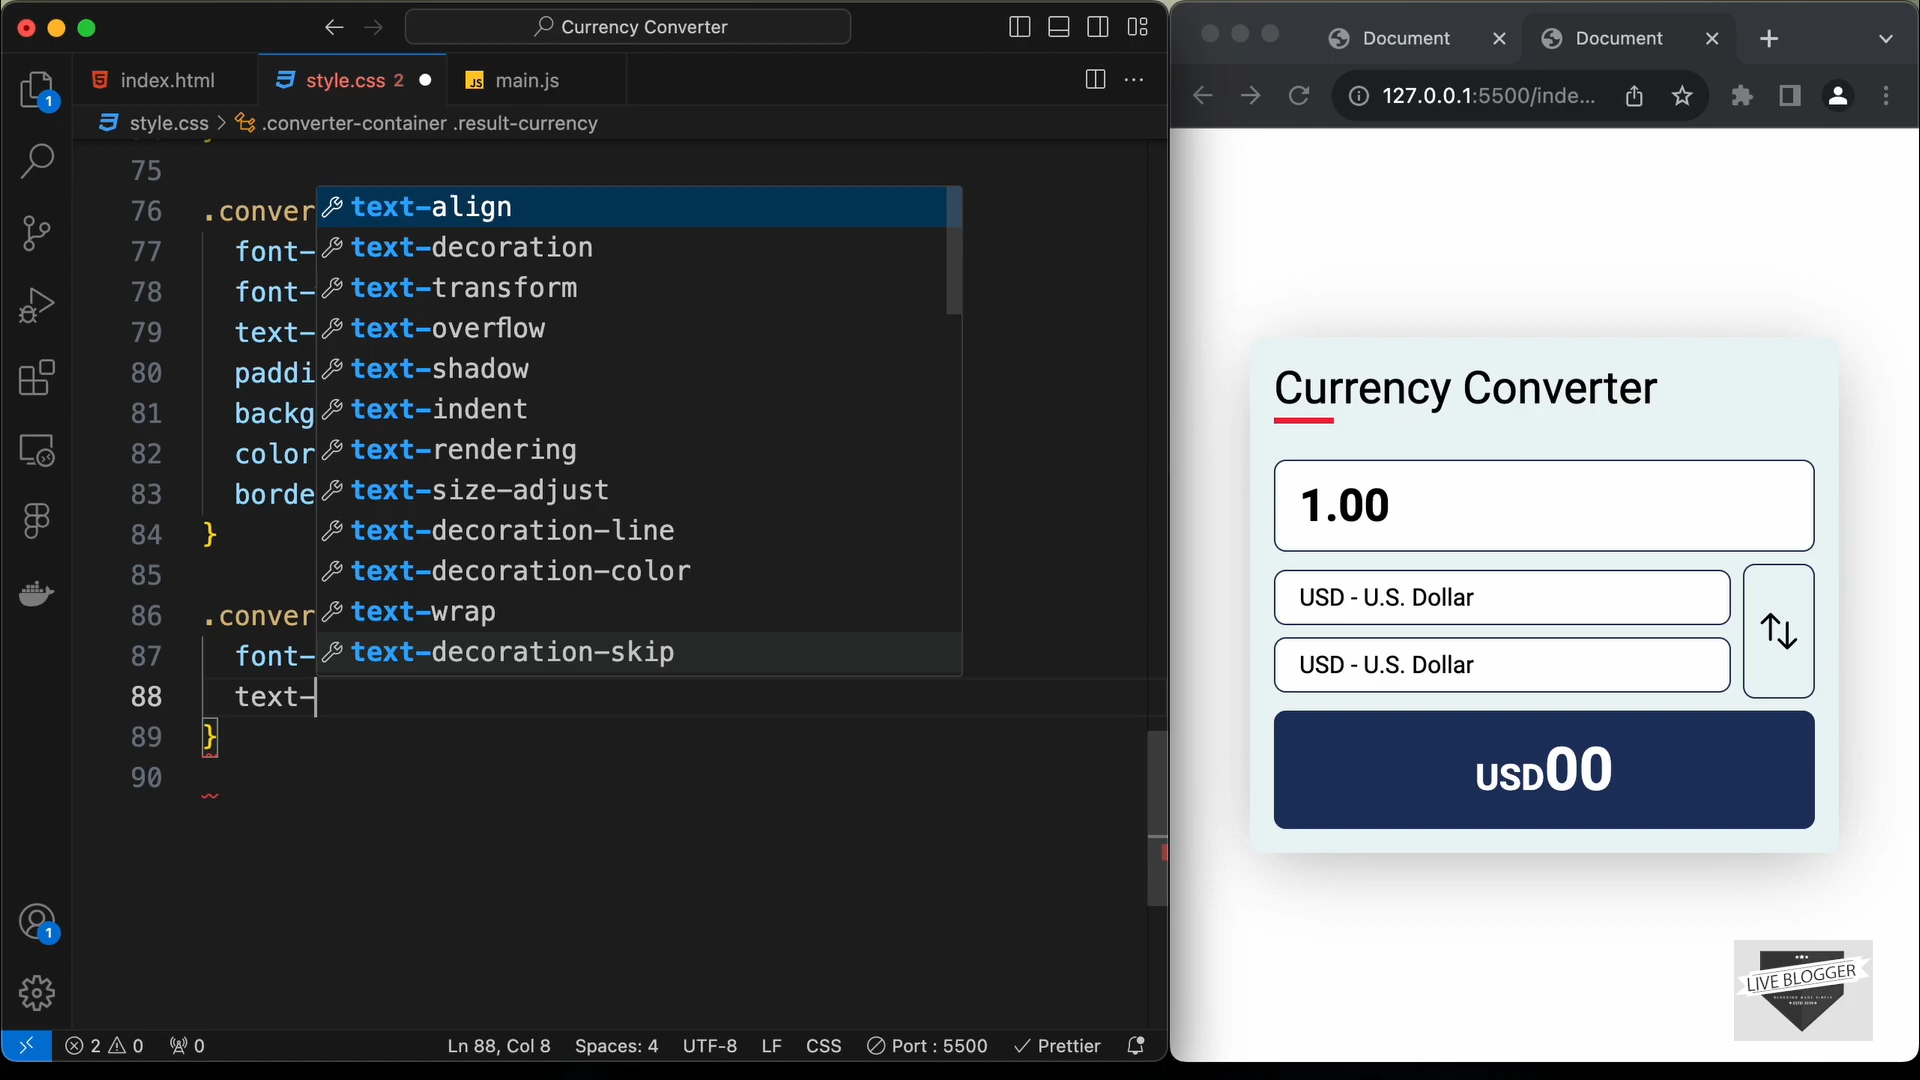 Currency Converter
index.html
style.css 2
main.js
style.css > .converter-container .result-currency
75
76 .conver
77 font-
78 font-
79 text-
80 paddi
81 backg
82 color
83 borde
84 }
85
86 .conver
87 font-
88 text-
89 }
90
text-align
text-decoration
text-transform
text-overflow
text-shadow
text-indent
text-rendering
text-size-adjust
text-decoration-line
text-decoration-color
text-wrap
text-decoration-skip
1
1
2 0 0
Ln 88, Col 8
Spaces: 4
UTF-8
LF
CSS
Port : 5500
Prettier
Document
Document
127.0.0.1:5500/inde...
Currency Converter
1.00
USD - U.S. Dollar
USD - U.S. Dollar
USD00
LIVE BLOGGER